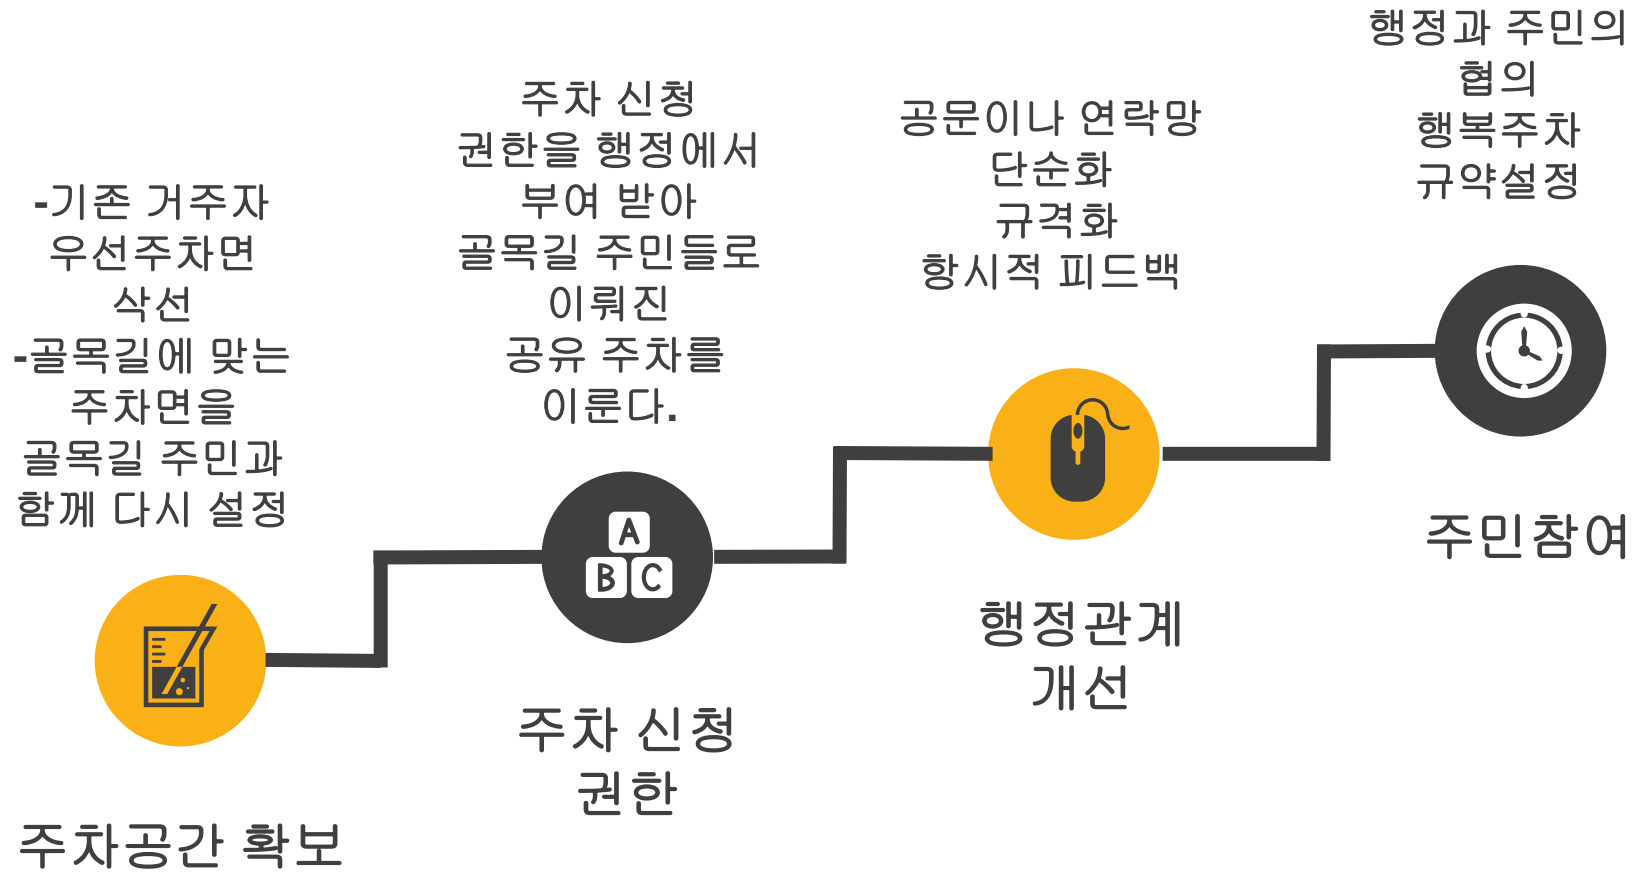 -기존 거주자
우선주차면
삭선
-골목길에 맞는
주차면을
골목길 주민과
함께 다시 설정
주차공간 확보
주차 신청
권한을 행정에서
부여 받아
골목길 주민들로
이뤄진
공유 주차를
이룬다.
A
B C
주차 신청
권한
공문이나 연락망
단순화
규격화
항시적 피드백
행정관계
개선
행정과 주민의
협의
행복주차
규약설정
주민참여